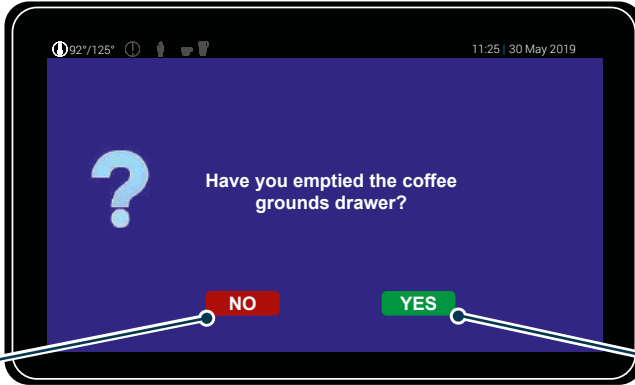 92°/125°
11:25 | 30 May 2019
Have you emptied the coffee
grounds drawer?
NO
YES